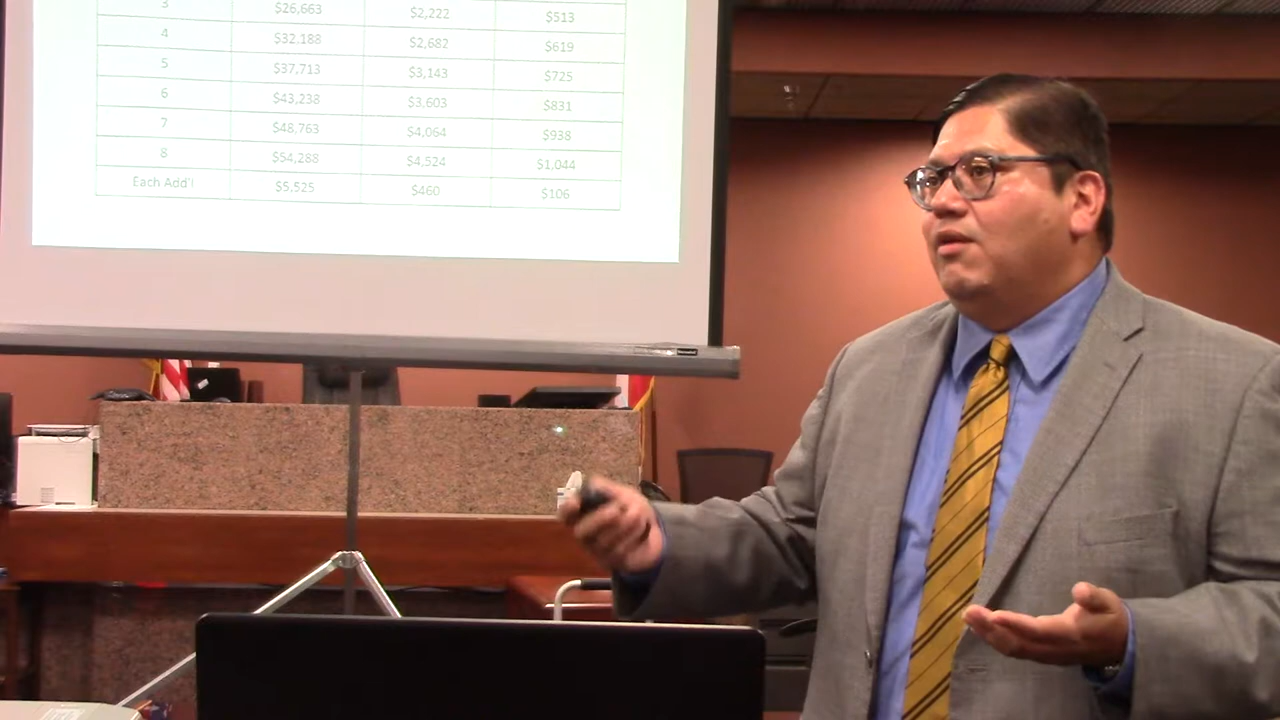 3 $26,663 $2,222 $513
4 $32.188 $2,682 $619
5 $37,713 $3,143 $725
6 $43,238 $3,603 $831
7 $48,763 $4,064 $938
8 $54,288 $4,524 $1,044
Each Add'l $5,525 $460 $106